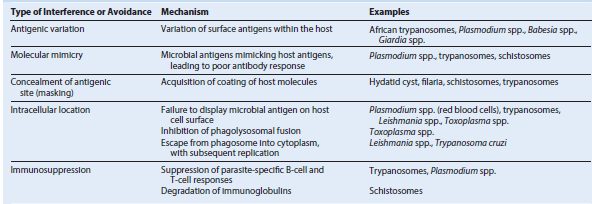 Type of Interference or Avoidance Mechanism Examples
Antigenic variation Variation of surface antigens within the host African trypanosomes, Plasmodium spp., Babesia spp.,
Giardia spp.
Molecular mimicry Microbial antigens mimicking host antigens, Plasmodium spp., trypanosomes, schistosomes
leading to poor antibody response
Concealment of antigenic Acquisition of coating of host molecules Hydatid cyst, filaria, schistosomes, trypanosomes
site (masking)
Intracellular location Failure to display microbial antigen on host Plasmodium spp. (red blood cells), trypanosomes,
cell surface Leishmania spp., Toxoplasma spp.
Inhibition of phagolysosomal fusion Toxoplasma spp.
Escape from phagosome into cytoplasm, Leishmania spp., Trypanosoma cruzi
with subsequent replication
Immunosuppression Suppression of parasite-specific B-cell and Trypanosomes, Plasmodium spp.
T-cell responses
Degradation of immunoglobulins Schistosomes